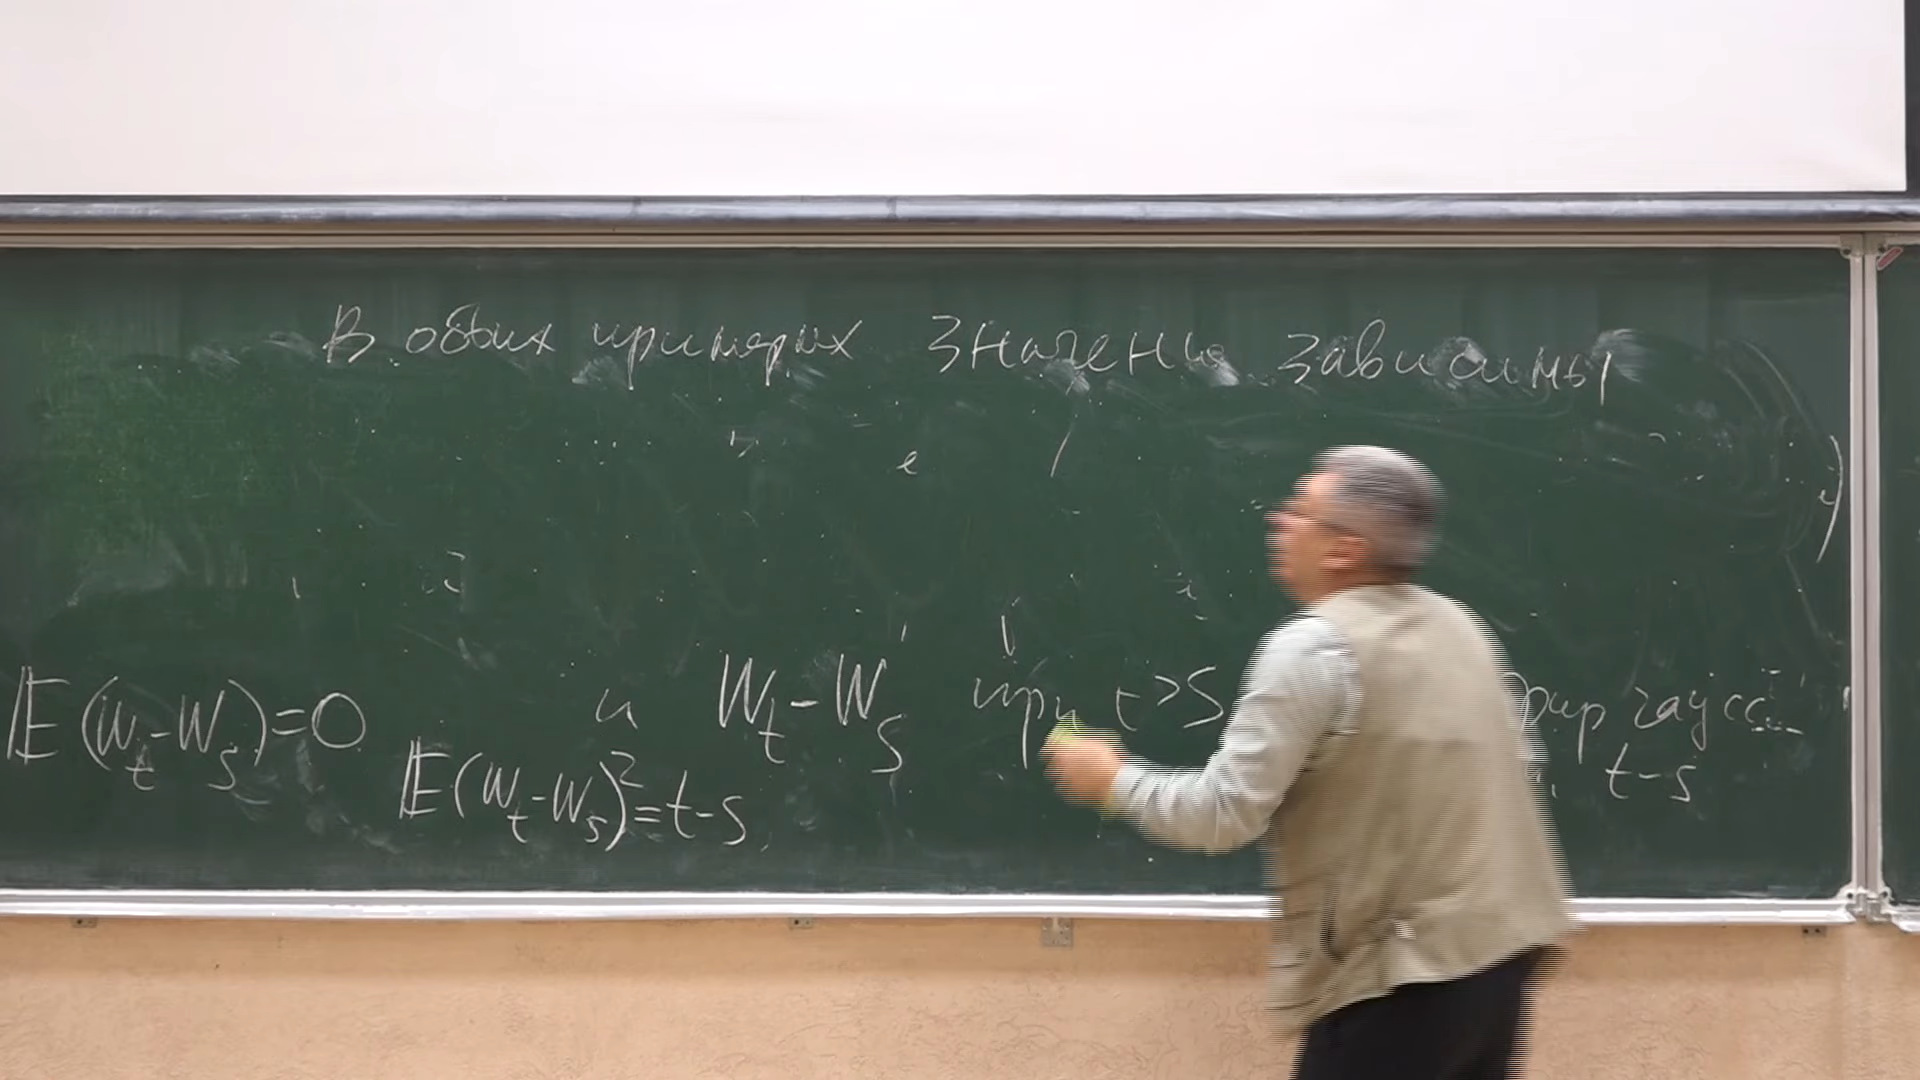 В обоих примерах значения зависимы
𝔼(W_t-W_s)=0 и W_t-W_s при t>s
𝔼(W_t-W_s)²=t-s t-s